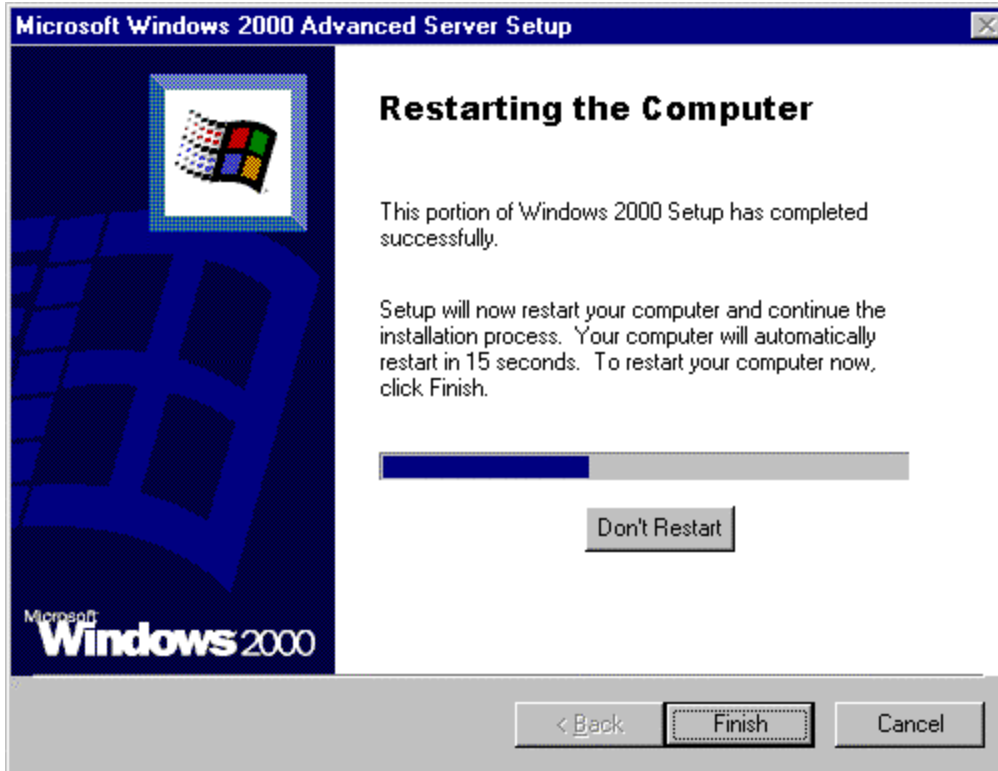 Microsoft Windows 2000 Advanced Server Setup
Restarting the Computer
This portion of Windows 2000 Setup has completed
successfully.
Setup will now restart your computer and continue the
installation process.  Your computer will automatically
restart in 15 seconds.  To restart your computer now,
click Finish.
Don't Restart
Microsoft
Windows 2000
< Back
Finish
Cancel